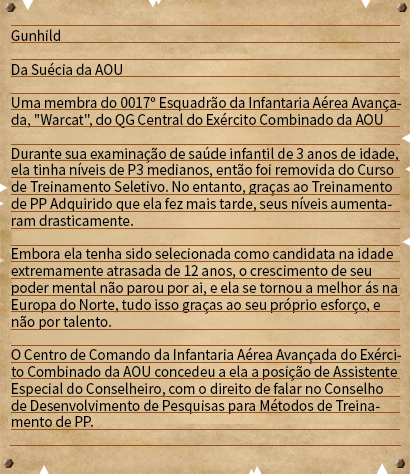 Gunhild
Da Suécia da AOU
Uma membra do 0017º Esquadrão da Infantaria Aérea Avança-
da, "Warcat", do QG Central do Exército Combinado da AOU
Durante sua examinação de saúde infantil de 3 anos de idade,
ela tinha níveis de P3 medianos, então foi removida do Curso
de Treinamento Seletivo. No entanto, graças ao Treinamento
de PP Adquirido que ela fez mais tarde, seus níveis aumenta-
ram drasticamente.
Embora ela tenha sido selecionada como candidata na idade
extremamente atrasada de 12 anos, o crescimento de seu
poder mental não parou por ai, e ela se tornou a melhor ás na
Europa do Norte, tudo isso graças ao seu próprio esforço, e
não por talento.
O Centro de Comando da Infantaria Aérea Avançada do Exérci-
to Combinado da AOU concedeu a ela a posição de Assistente
Especial do Conselheiro, com o direito de falar no Conselho
de Desenvolvimento de Pesquisas para Métodos de Treina-
mento de PP.